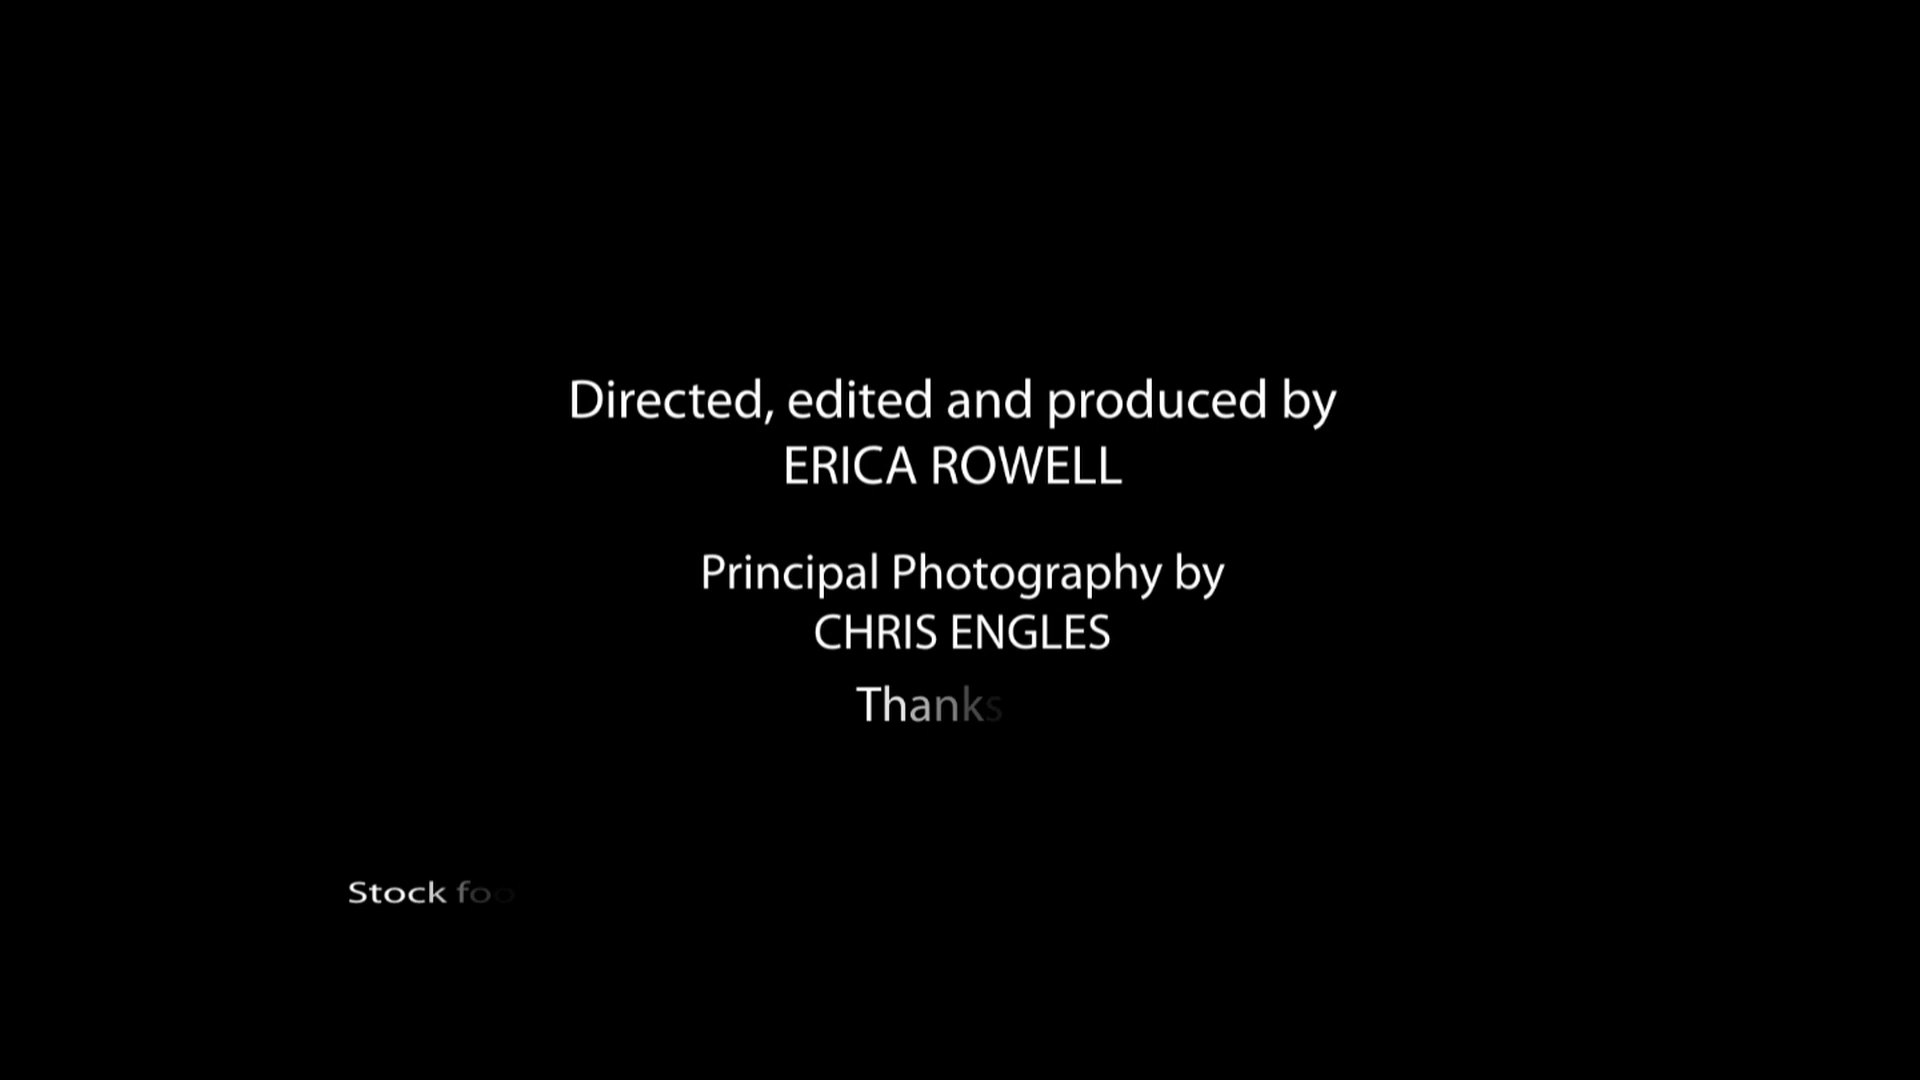 Directed, edited and produced by
ERICA ROWELL
Principal Photography by
CHRIS ENGLES
Thanks
Stock